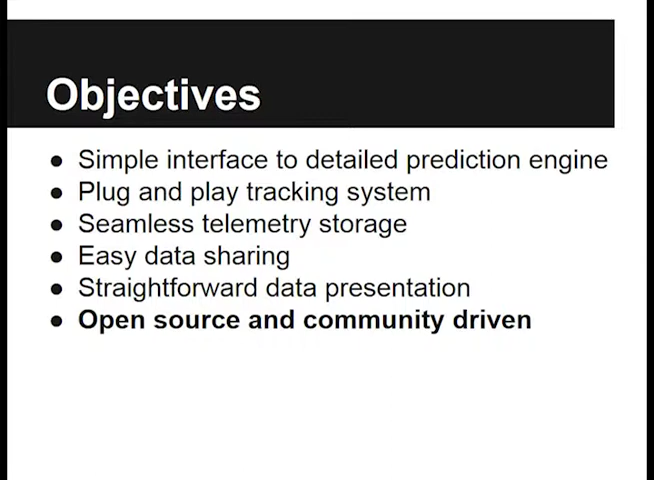 Objectives
● Simple interface to detailed prediction engine
● Plug and play tracking system
● Seamless telemetry storage
● Easy data sharing
● Straightforward data presentation
● Open source and community driven